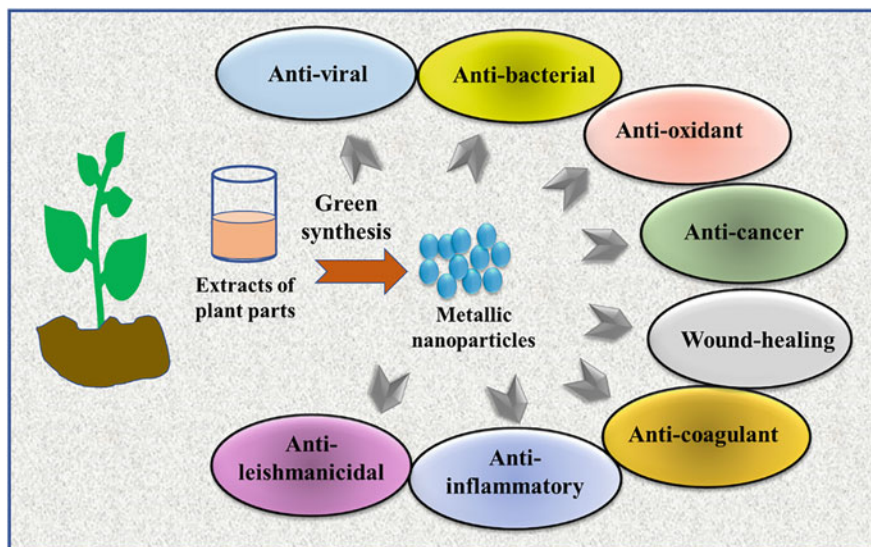 Anti-viral
Anti-bacterial
Anti-oxidant
Anti-cancer
Wound-healing
Anti-coagulant
Anti-
inflammatory
Anti-
leishmanicidal
Extracts of
plant parts
Green
synthesis
Metallic
nanoparticles